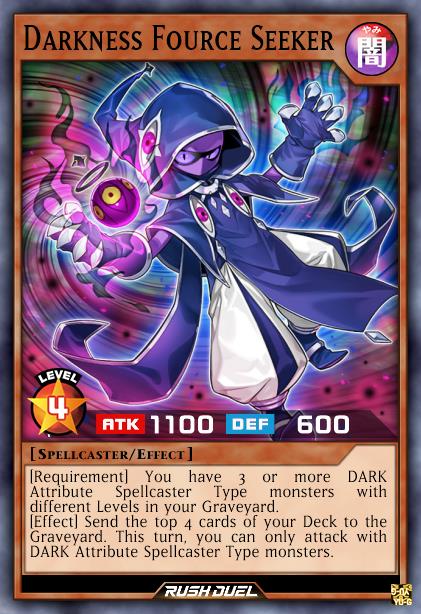 DARKNESS FOURCE SEEKER
やみ
闇
LEVEL
4
ATK 1100 DEF 600
[SPELLCASTER/EFFECT]
[Requirement] You have 3 or more DARK
Attribute Spellcaster Type monsters with
different Levels in your Graveyard.
[Effect] Send the top 4 cards of your Deck to the
Graveyard. This turn, you can only attack with
DARK Attribute Spellcaster Type monsters.
RUSH DUEL